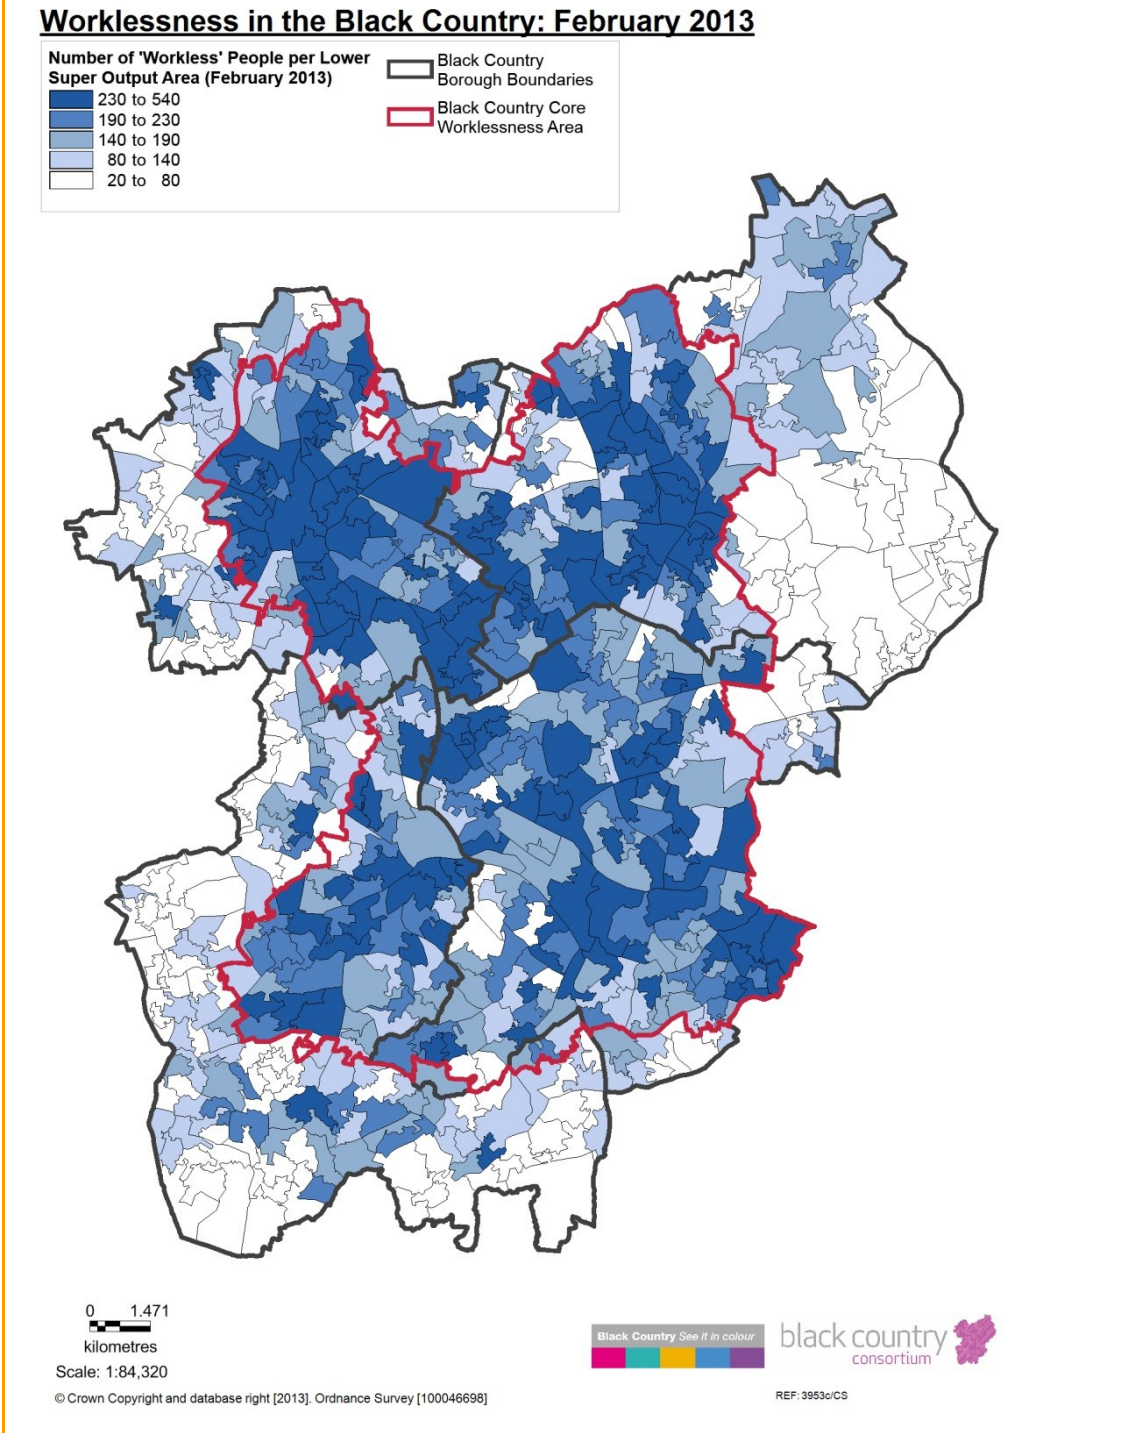 Worklessness in the Black Country: February 2013
Number of 'Workless' People per Lower
Super Output Area (February 2013)
230 to 540
190 to 230
140 to 190
80 to 140
20 to 80
Black Country
Borough Boundaries
Black Country Core
Worklessness Area
0 1.471
kilometres
Scale: 1:84,320
© Crown Copyright and database right [2013]. Ordnance Survey [100046698]
Black Country See it in colour
black country
consortium
REF: 3953c/CS